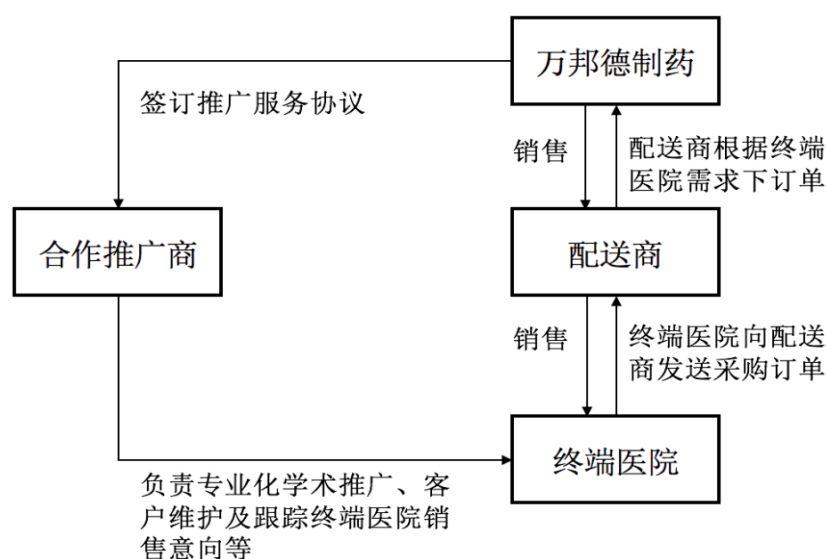 万邦德制药
签订推广服务协议
销售
配送商根据终端
医院需求下订单
合作推广商
配送商
销售
终端医院向配送
商发送采购订单
终端医院
负责专业化学术推广、客
户维护及跟踪终端医院销
售意向等